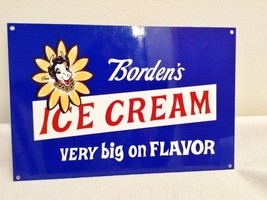 Borden's
ICE CREAM
VERY big on FLAVOR